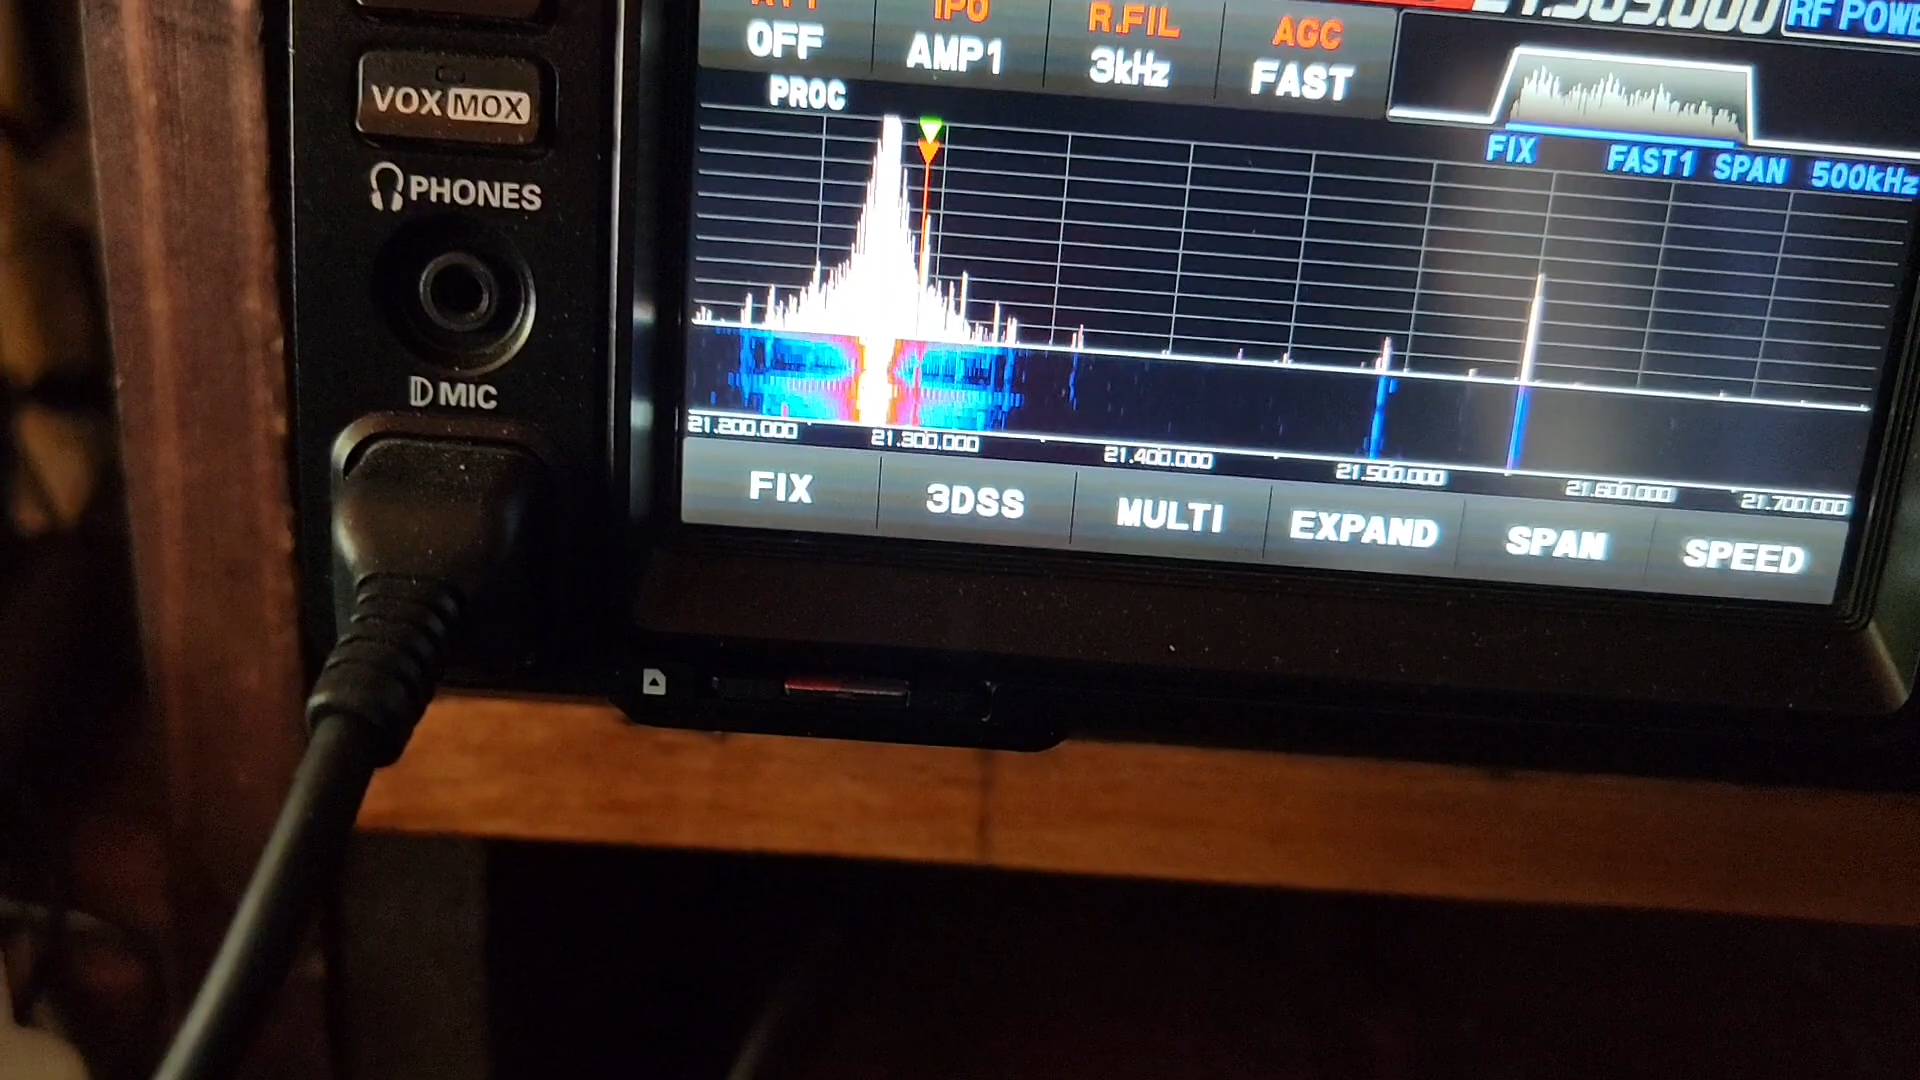 ATT IPO R.FIL AGC
OFF AMP1 3kHz FAST
21.305.000 RF POWE
PROC
VOX MOX
FIX FAST1 SPAN 500kHz
PHONES
MIC
21.200.000 21.300.000 21.400.000 21.500.000 21.600.000 21.700.000
FIX 3DSS MULTI EXPAND SPAN SPEED